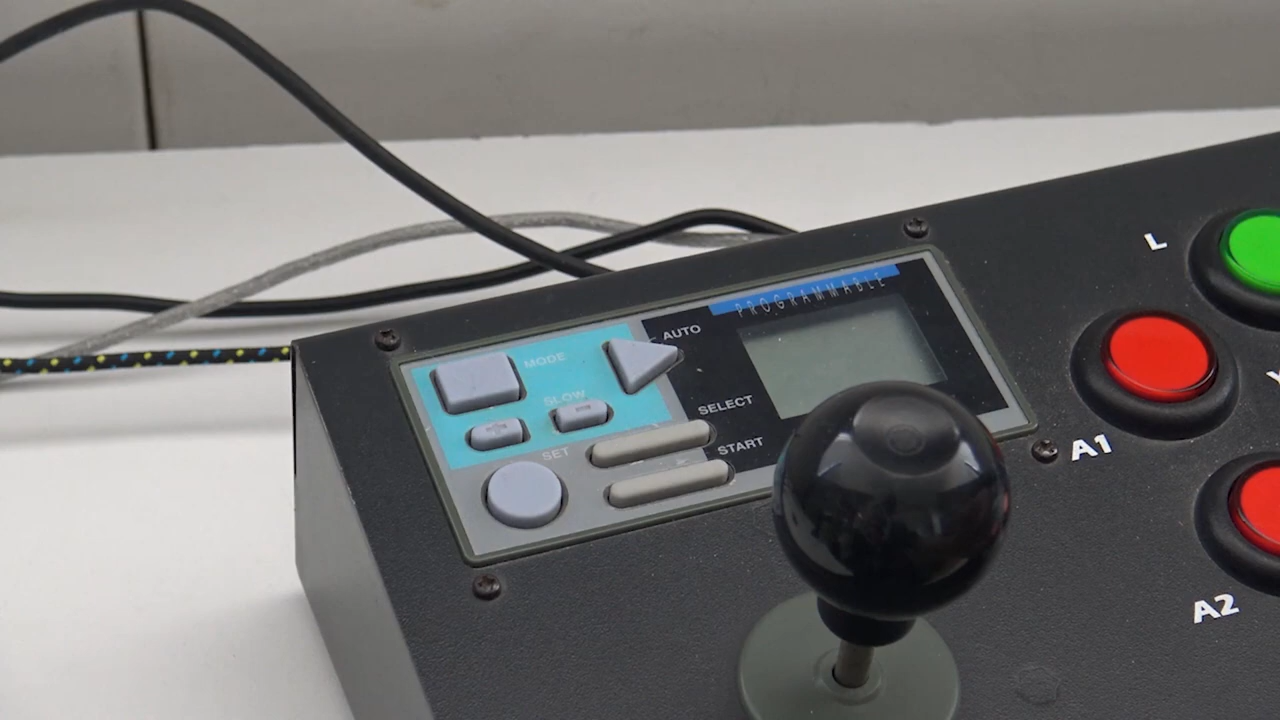 PROGRAMMABLE
AUTO
MODE
SLOW
SELECT
START
SET
L
A1
Y
A2